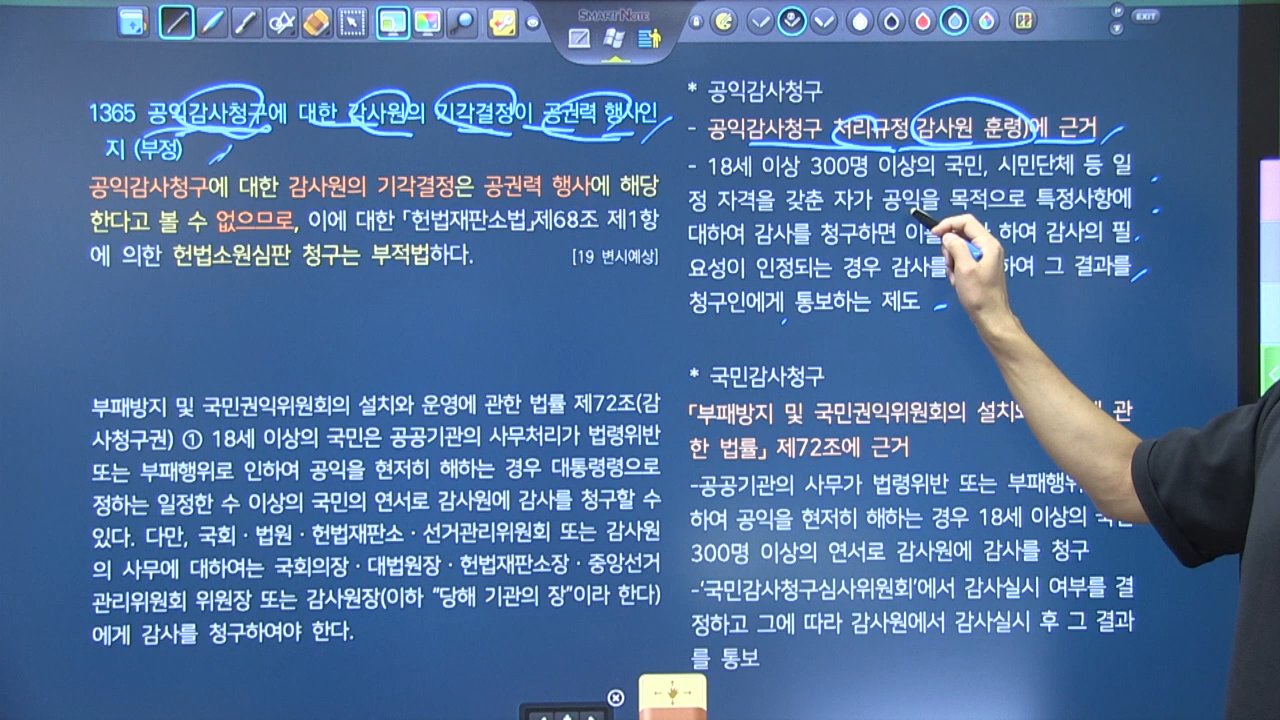 SMARTNOTE
EXIT
1365 공익감사청구에 대한 감사원의 기각결정이 공권력 행사인
지 (부정)
공익감사청구에 대한 감사원의 기각결정은 공권력 행사에 해당
한다고 볼 수 없으므로, 이에 대한 「헌법재판소법」제68조 제1항
에 의한 헌법소원심판 청구는 부적법하다. [19 변시예상]
부패방지 및 국민권익위원회의 설치와 운영에 관한 법률 제72조(감
사청구권) ① 18세 이상의 국민은 공공기관의 사무처리가 법령위반
또는 부패행위로 인하여 공익을 현저히 해하는 경우 대통령령으로
정하는 일정한 수 이상의 국민의 연서로 감사원에 감사를 청구할 수
있다. 다만, 국회·법원·헌법재판소·선거관리위원회 또는 감사원
의 사무에 대하여는 국회의장·대법원장·헌법재판소장·중앙선거
관리위원회 위원장 또는 감사원장(이하 "당해 기관의 장"이라 한다)
에게 감사를 청구하여야 한다.
* 공익감사청구
- 공익감사청구 처리규정(감사원 훈령)에 근거
- 18세 이상 300명 이상의 국민, 시민단체 등 일
정 자격을 갖춘 자가 공익을 목적으로 특정사항에
대하여 감사를 청구하면 하여 감사의 필
요성이 인정되는 경우 감사를 하여 그 결과를
청구인에게 통보하는 제도
* 국민감사청구
「부패방지 및 국민권익위원회의 설치와 관
한 법률」 제72조에 근거
-공공기관의 사무가 법령위반 또는 부패행위
하여 공익을 현저히 해하는 경우 18세 이상의
300명 이상의 연서로 감사원에 감사를 청구
-'국민감사청구심사위원회'에서 감사실시 여부를 결
정하고 그에 따라 감사원에서 감사실시 후 그 결과
를 통보